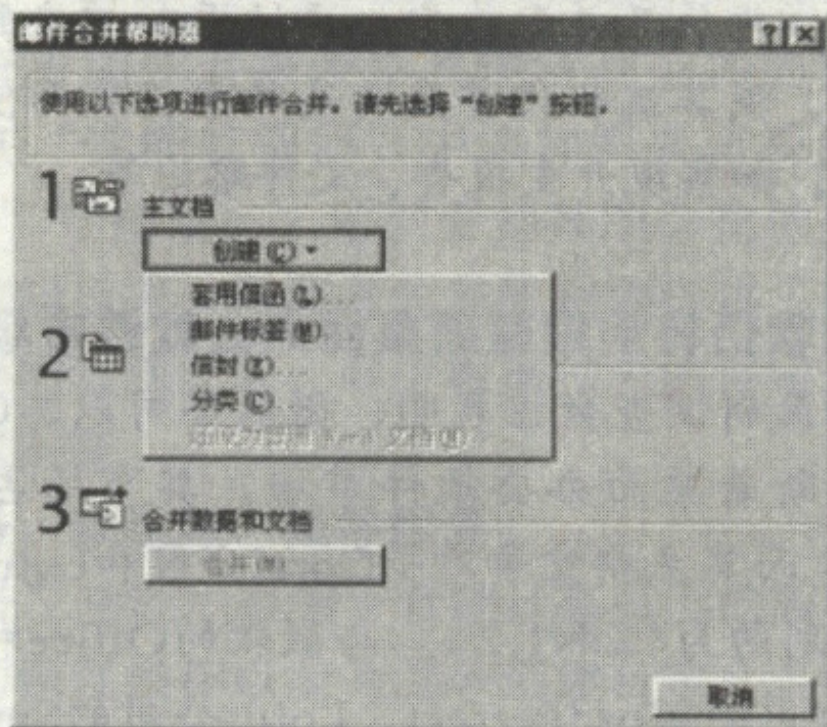 邮件合并帮助器
使用以下选项进行邮件合并。请先选择“创建”按钮。
1 主文档
创建(C)
套用信函(L)...
邮件标签(M)...
2
信封(E)...
分类(C)...
Word 文档(N)...
3 合并数据和文档
合并(M)
取消